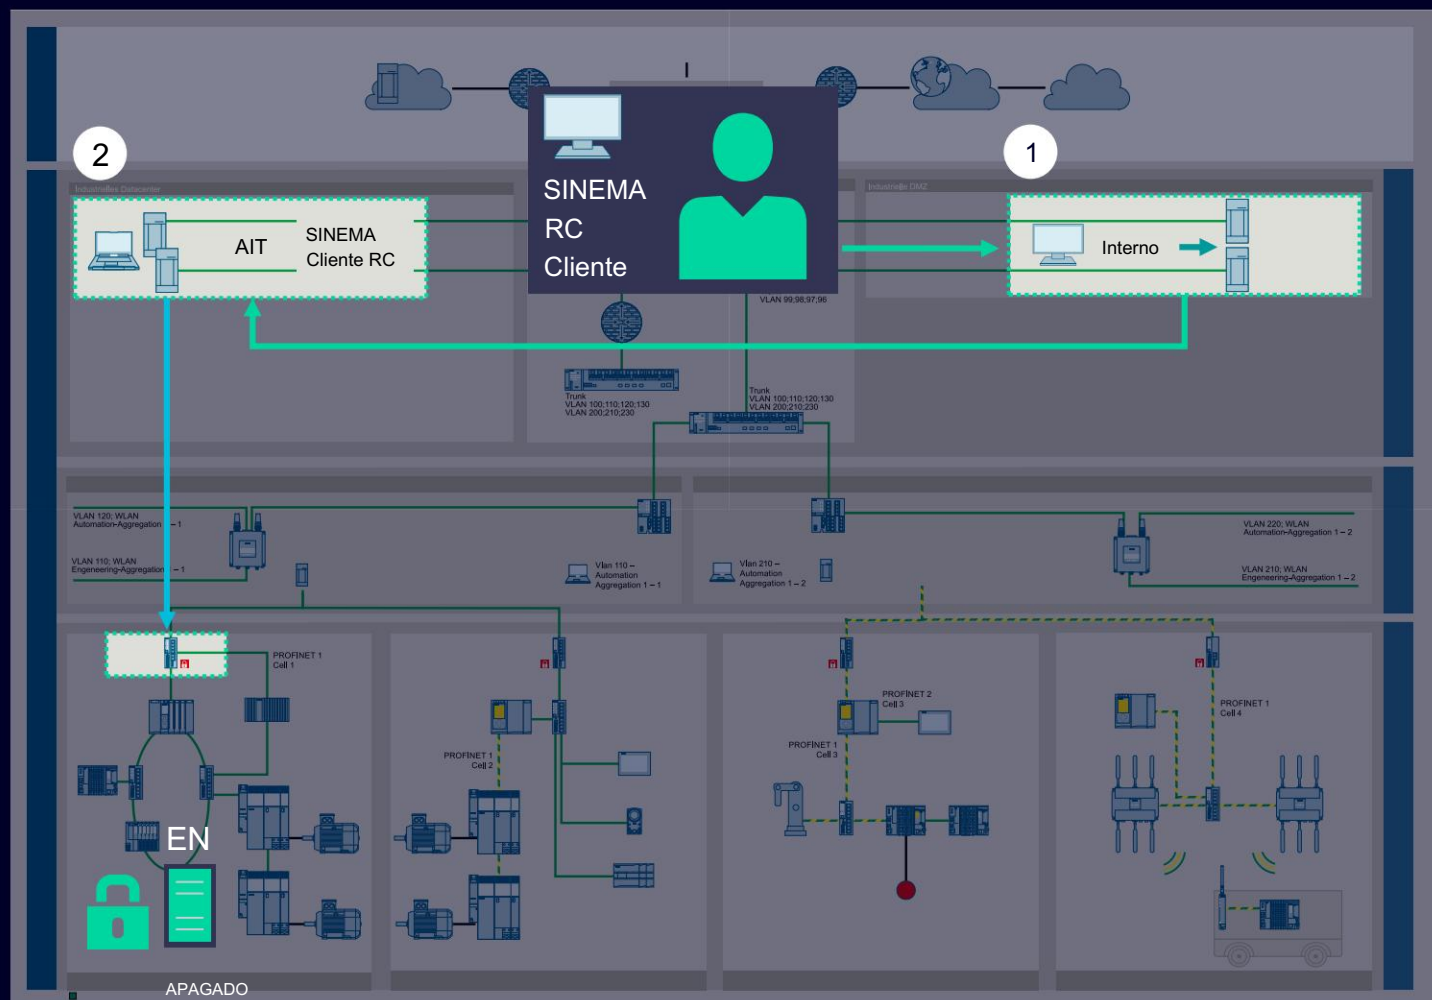 I
2
SINEMA
RC
Cliente
1
Industrielles Datacenter
Industrielle DMZ
AIT
SINEMA
Cliente RC
Interno
VLAN 99;98;97;96
Trunk
VLAN 100;110;120;130
VLAN 200;210;230
Trunk
VLAN 100;110;120;130
VLAN 200;210;230
VLAN 120; WLAN
Automation-Aggregation 1 – 1
VLAN 110; WLAN
Engeneering-Aggregation 1 – 1
Vlan 110 –
Automation
Aggregation 1 – 1
Vlan 210 –
Automation
Aggregation 1 – 2
VLAN 220; WLAN
Automation-Aggregation 1 – 2
VLAN 210; WLAN
Engeneering-Aggregation 1 – 2
PROFINET 1
Cell 1
PROFINET 1
Cell 2
PROFINET 2
Cell 3
PROFINET 1
Cell 3
PROFINET 1
Cell 4
EN
APAGADO